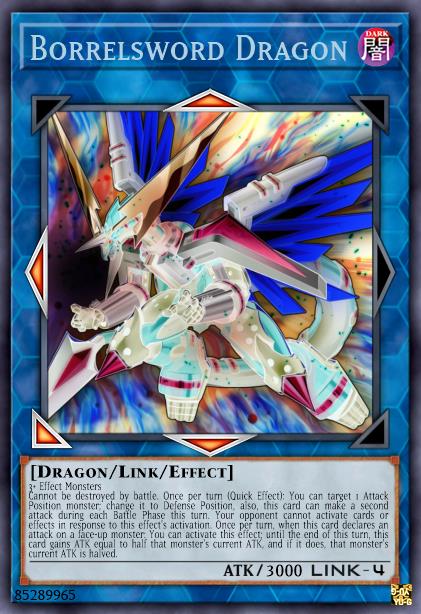 Borrelsword Dragon
DARK
闇
[Dragon/Link/Effect]
3+ Effect Monsters
Cannot be destroyed by battle. Once per turn (Quick Effect): You can target 1 Attack
Position monster; change it to Defense Position, also, this card can make a second
attack during each Battle Phase this turn. Your opponent cannot activate cards or
effects in response to this effect's activation. Once per turn, when this card declares an
attack on a face-up monster: You can activate this effect; until the end of this turn, this
card gains ATK equal to half that monster's current ATK, and if it does, that monster's
current ATK is halved.
ATK/3000 LINK-4
85289965